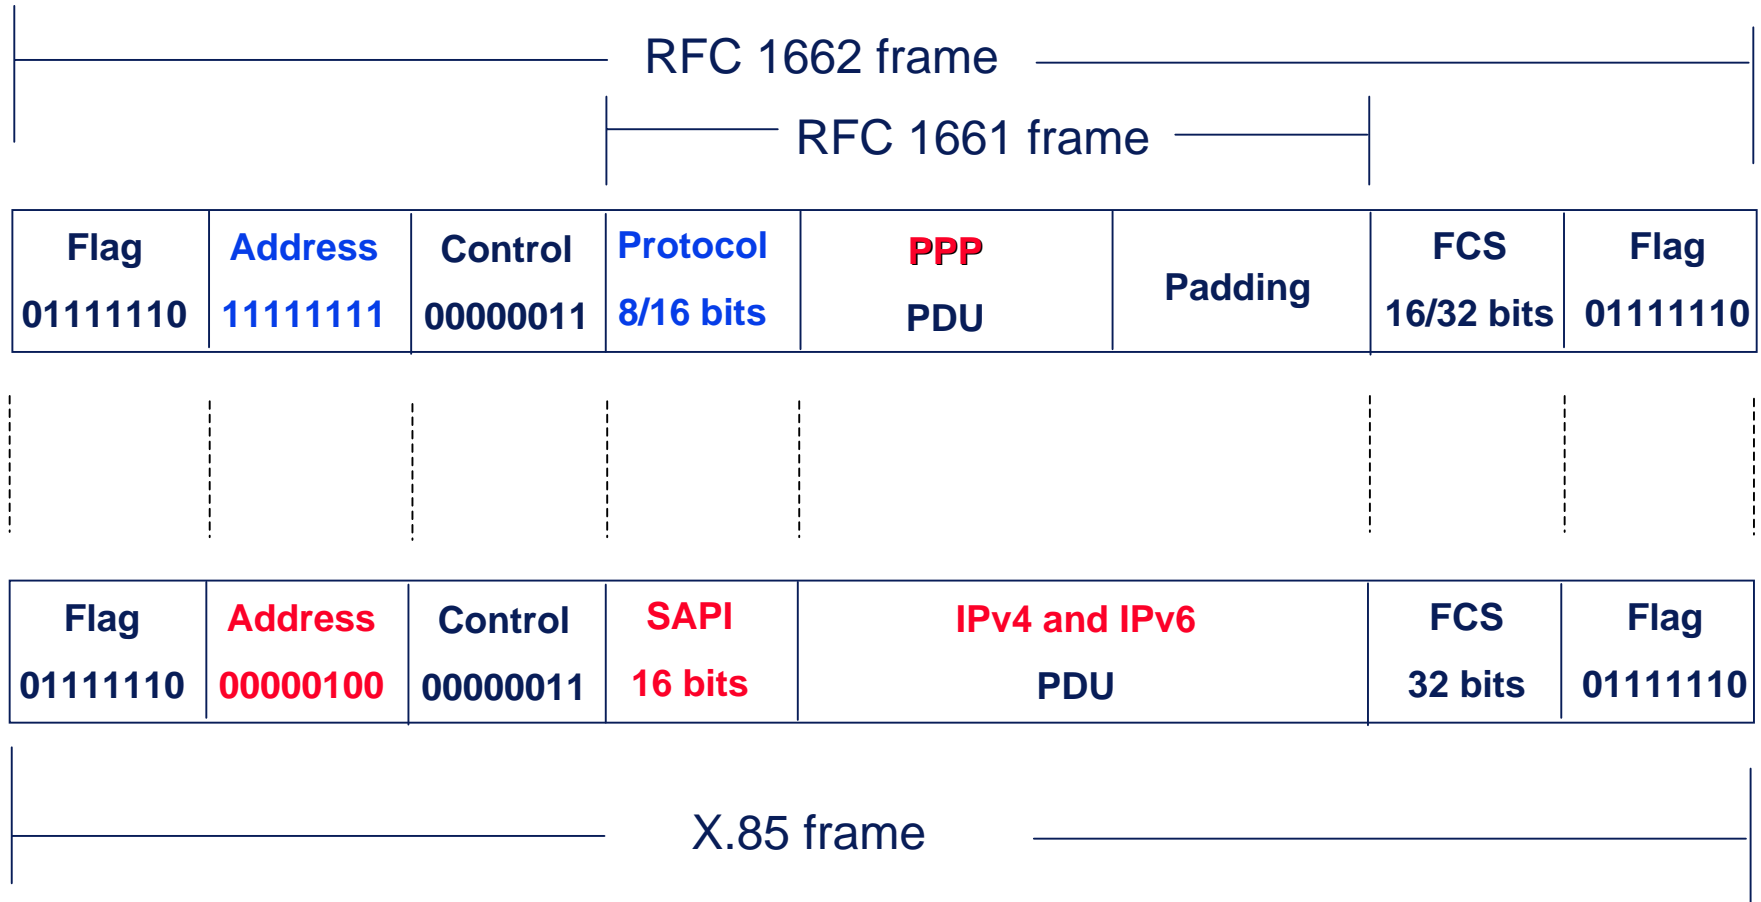 RFC 1662 frame
RFC 1661 frame
Flag Address Control Protocol PPP Padding FCS Flag
01111110 11111111 00000011 8/16 bits PDU 16/32 bits 01111110
Flag Address Control SAPI IPv4 and IPv6 FCS Flag
01111110 00000100 00000011 16 bits PDU 32 bits 01111110
X.85 frame